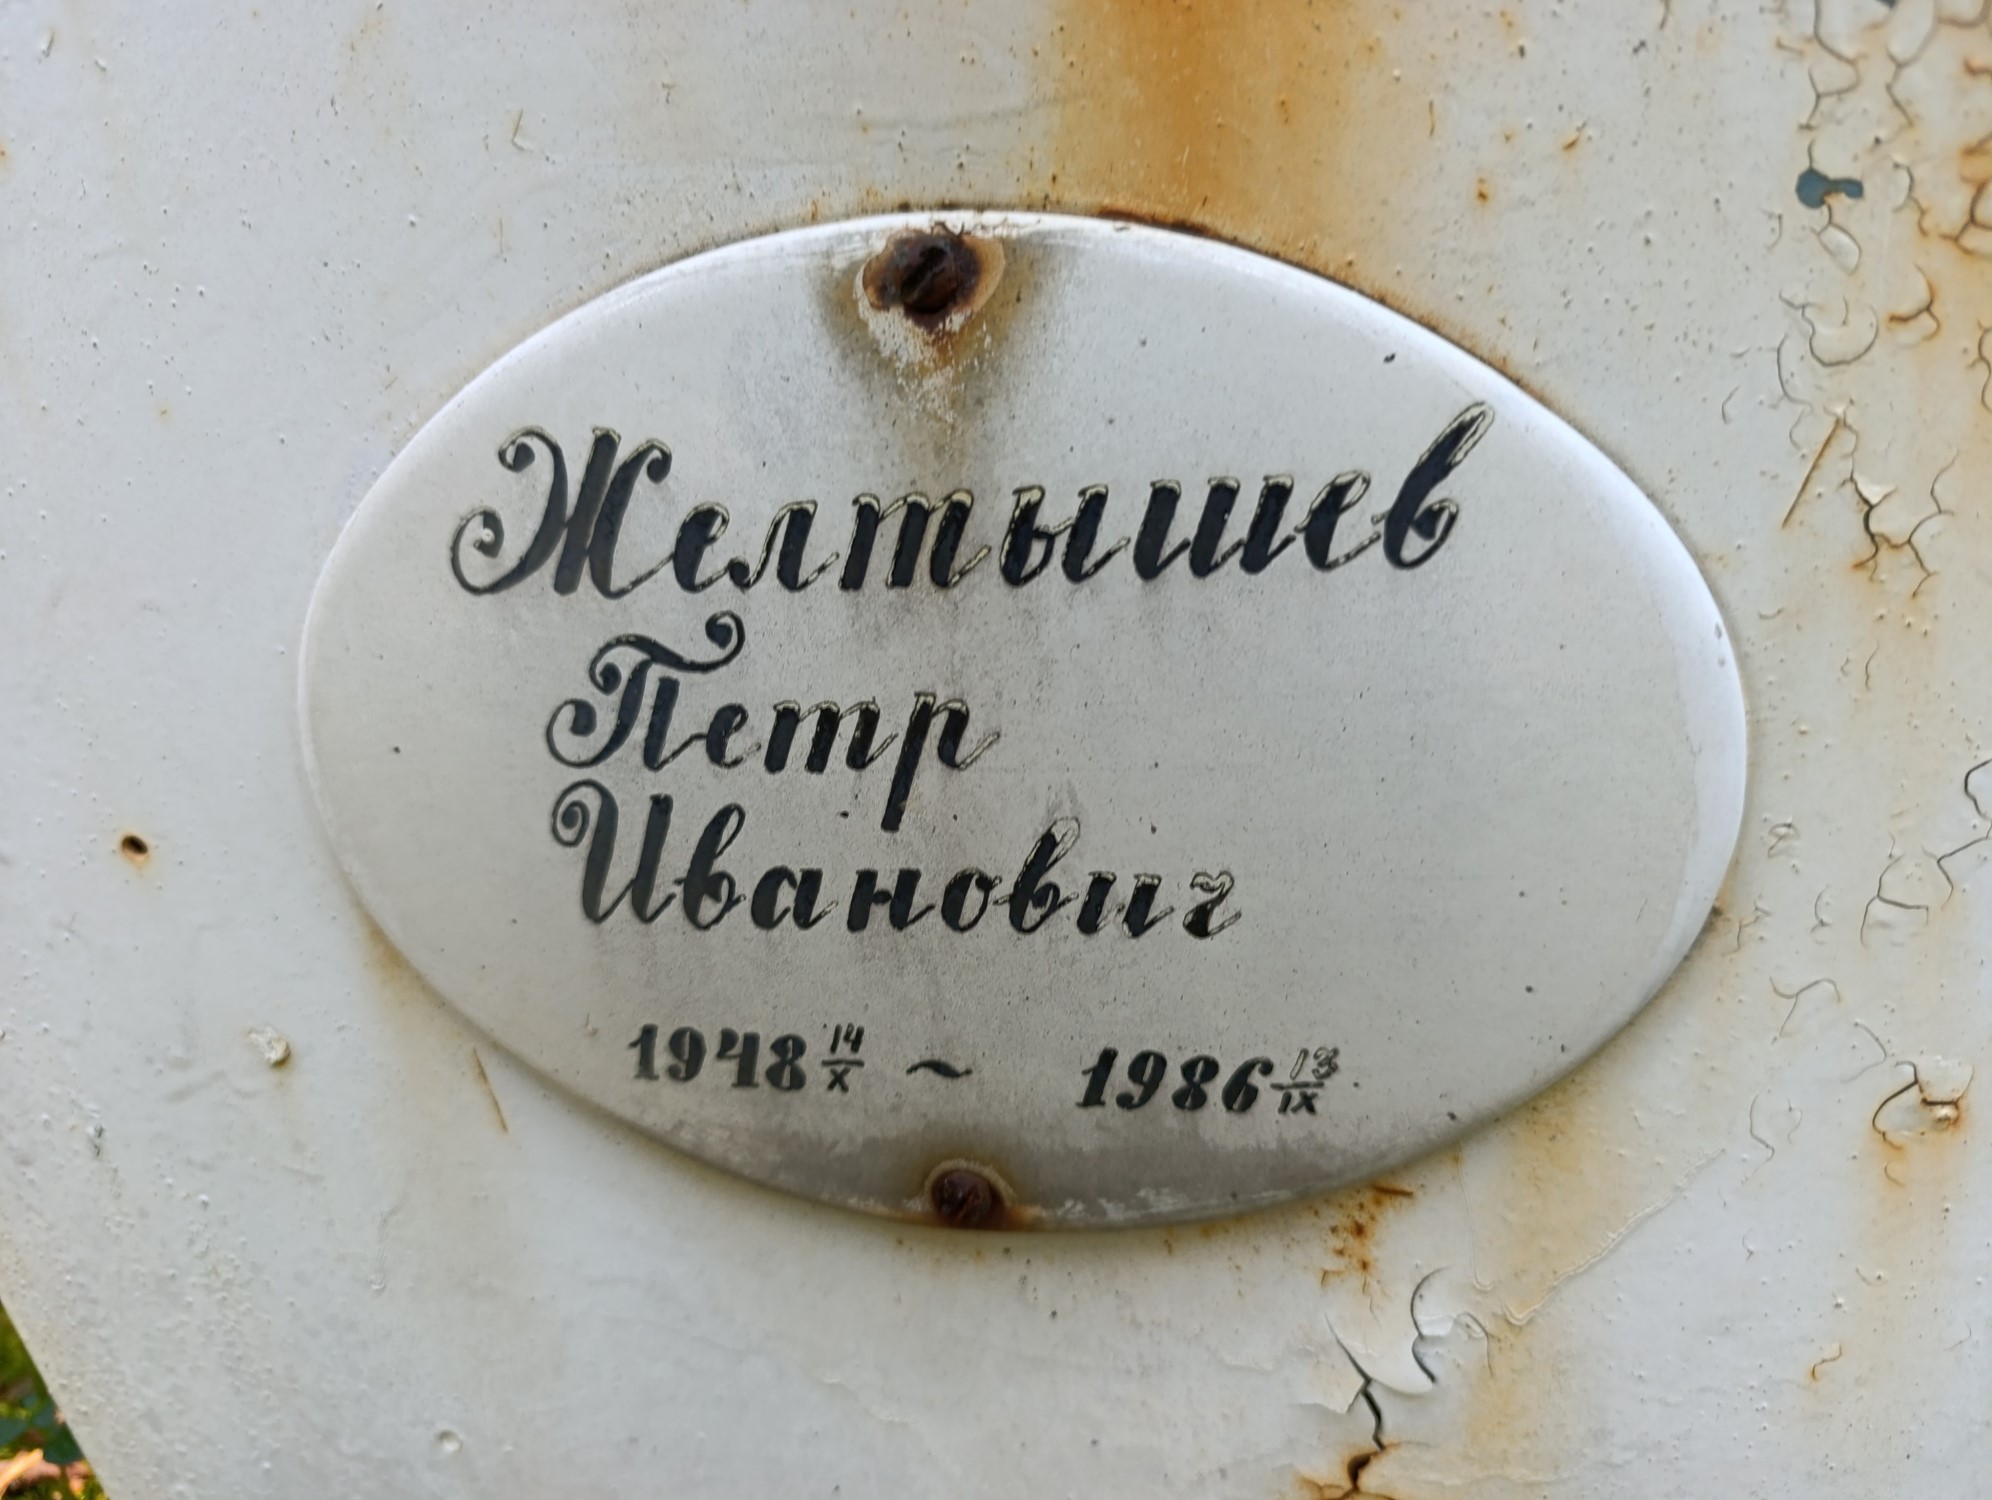 Желтышев
Петр
Иванович
1948 14/X ~ 1986 13/IX